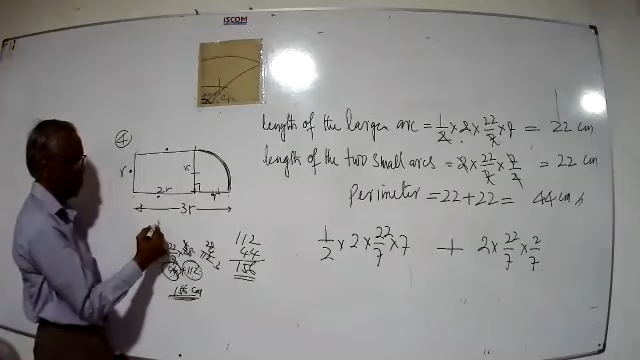 iSCOM
④
length of the larger arc = 1/2 × 2 × 22/7 × 7 = 22 cm
r
r
2r
length of the two small arcs = 2 × 22/7 × 7/2 = 22 cm
3r
Perimeter = 22 + 22 = 44 cm
112
44
156
1/2 × 2 × 22/7 × 7 + 2 × 22/7 × 2/7
+ 112
156 cm